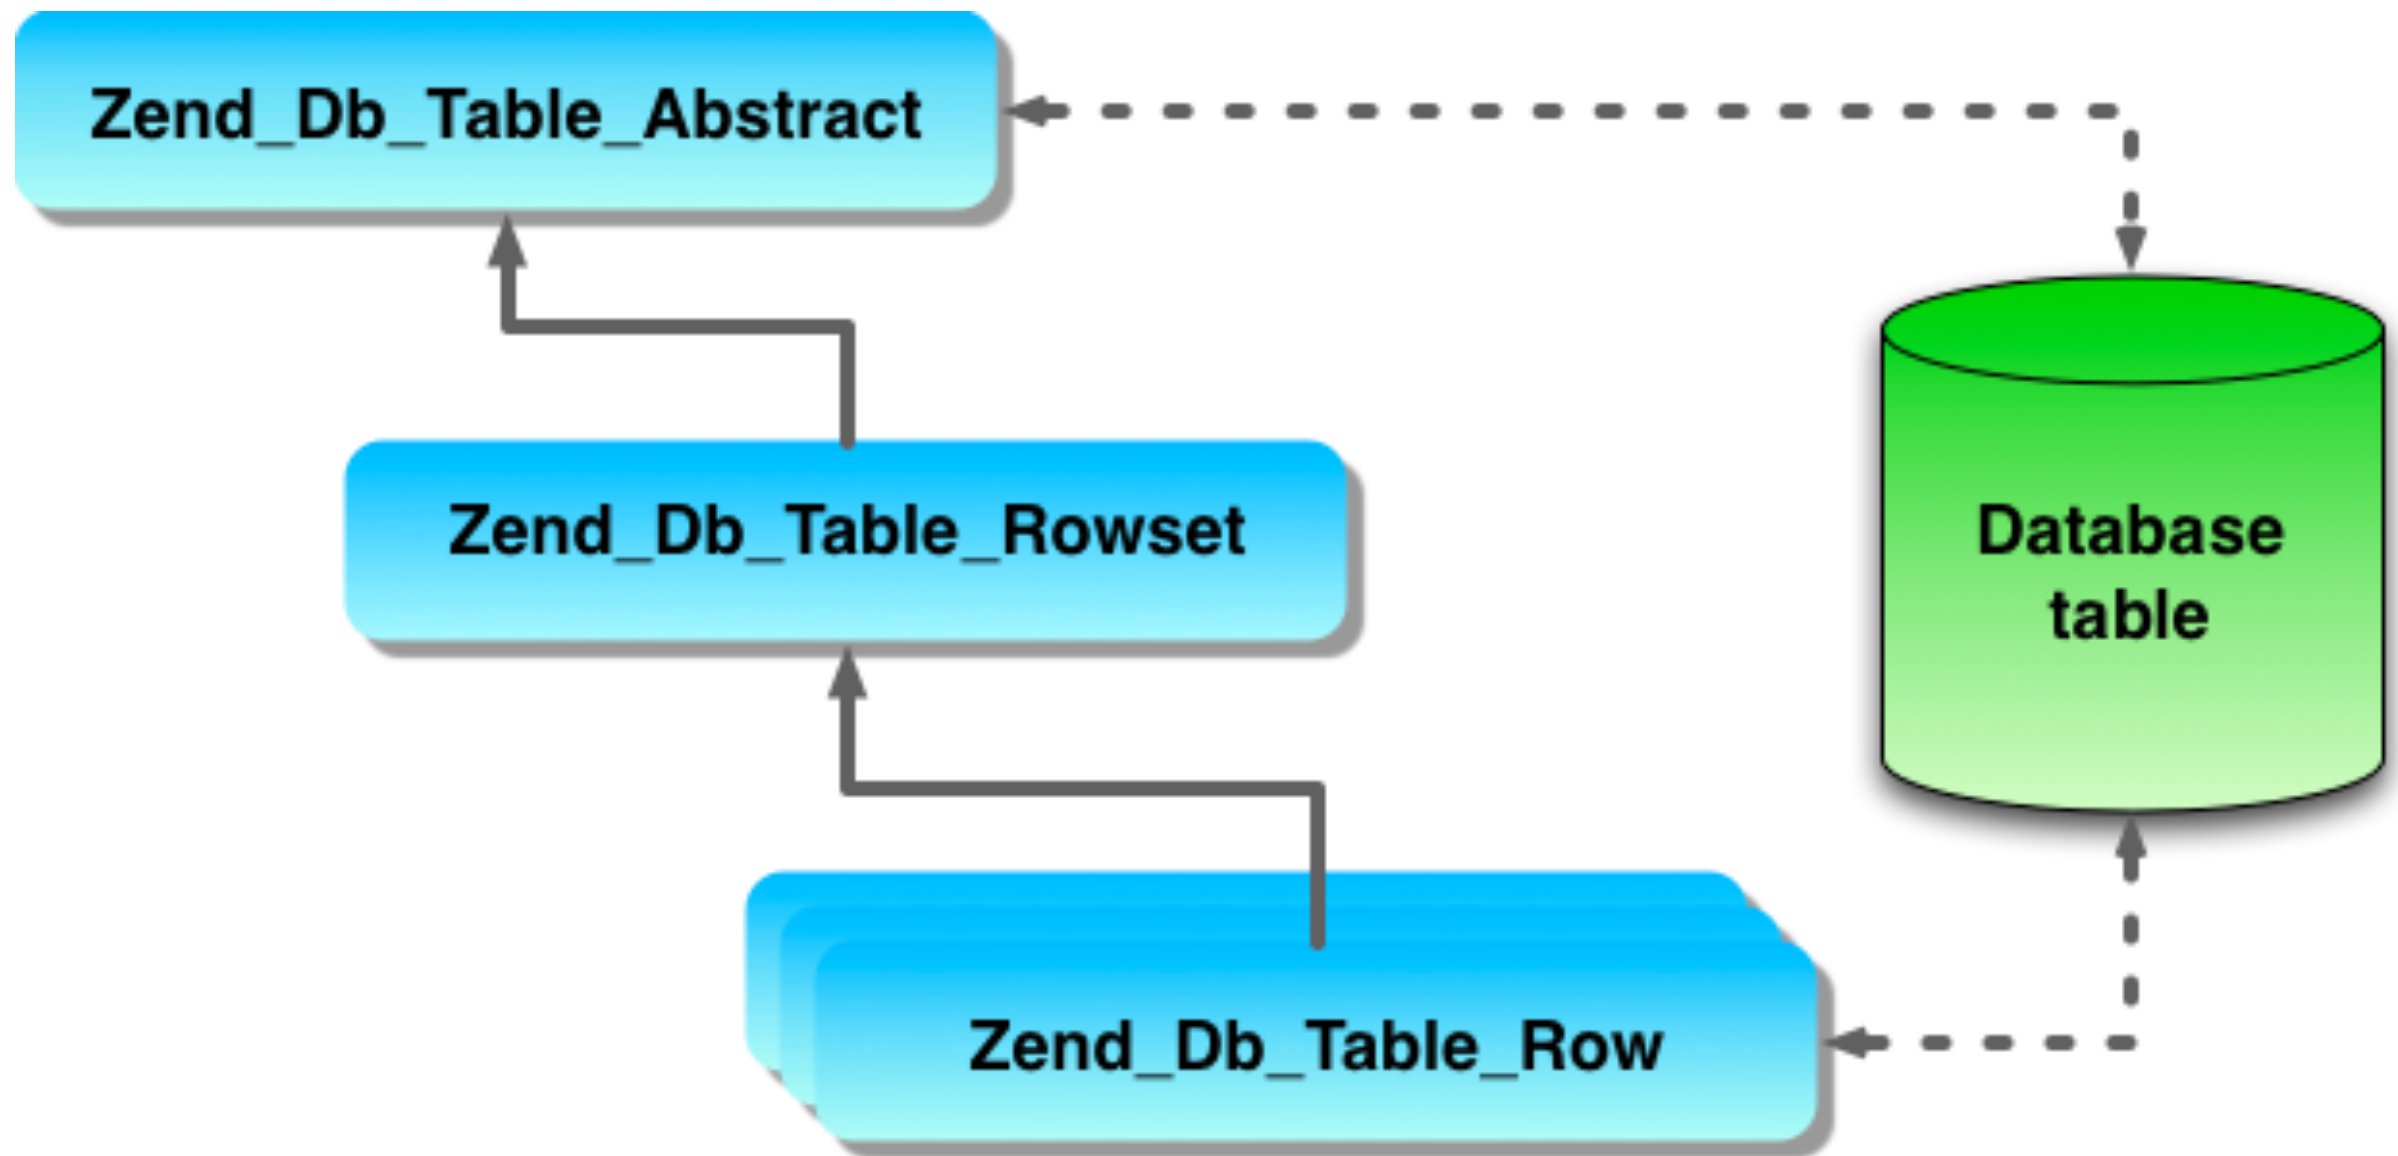 Zend_Db_Table_Abstract
Zend_Db_Table_Rowset
Database
table
Zend_Db_Table_Row